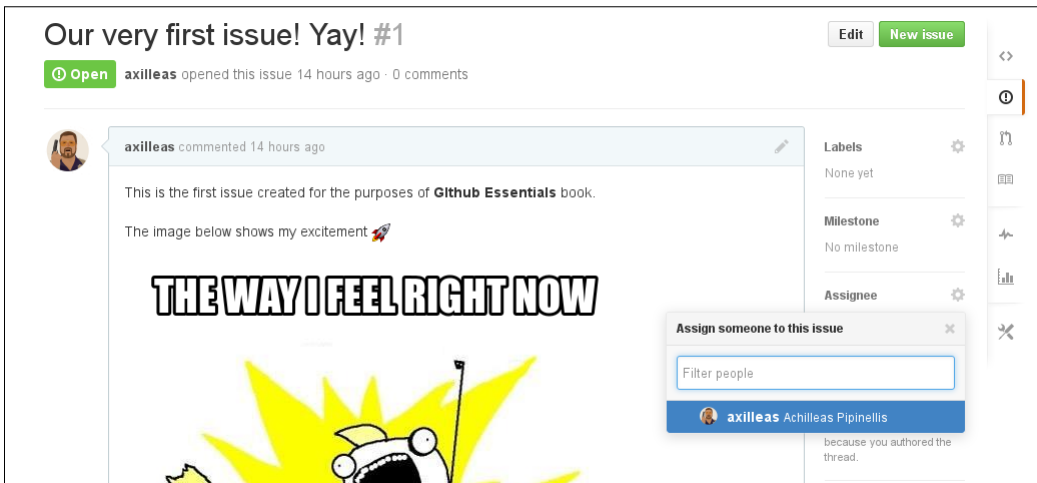 Our very first issue! Yay! #1
Edit
New issue
Open
axilleas opened this issue 14 hours ago · 0 comments
axilleas commented 14 hours ago
This is the first issue created for the purposes of GIthub Essentials book.
The image below shows my excitement
THE WAY I FEEL RIGHT NOW
Labels
None yet
Milestone
No milestone
Assignee
Assign someone to this issue
Filter people
axilleas Achilleas Pipinellis
because you authored the
thread.